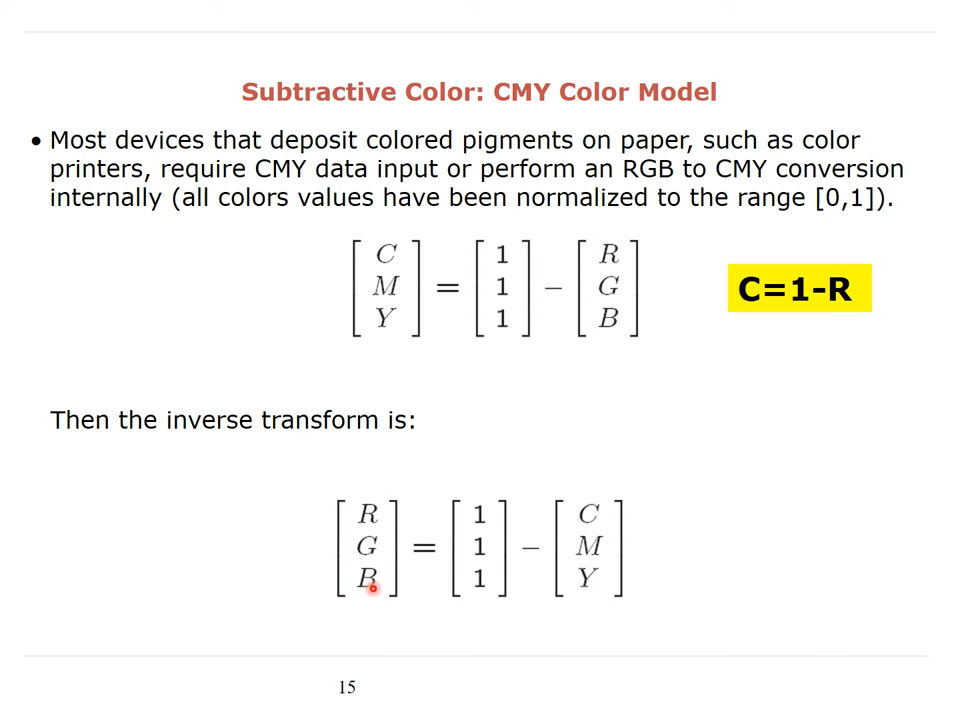 Subtractive Color: CMY Color Model
• Most devices that deposit colored pigments on paper, such as color
printers, require CMY data input or perform an RGB to CMY conversion
internally (all colors values have been normalized to the range [0,1]).
[ C ] [ 1 ] [ R ]
[ M ] = [ 1 ] − [ G ]
[ Y ] [ 1 ] [ B ]
C=1-R
Then the inverse transform is:
[ R ] [ 1 ] [ C ]
[ G ] = [ 1 ] − [ M ]
[ B ] [ 1 ] [ Y ]
15